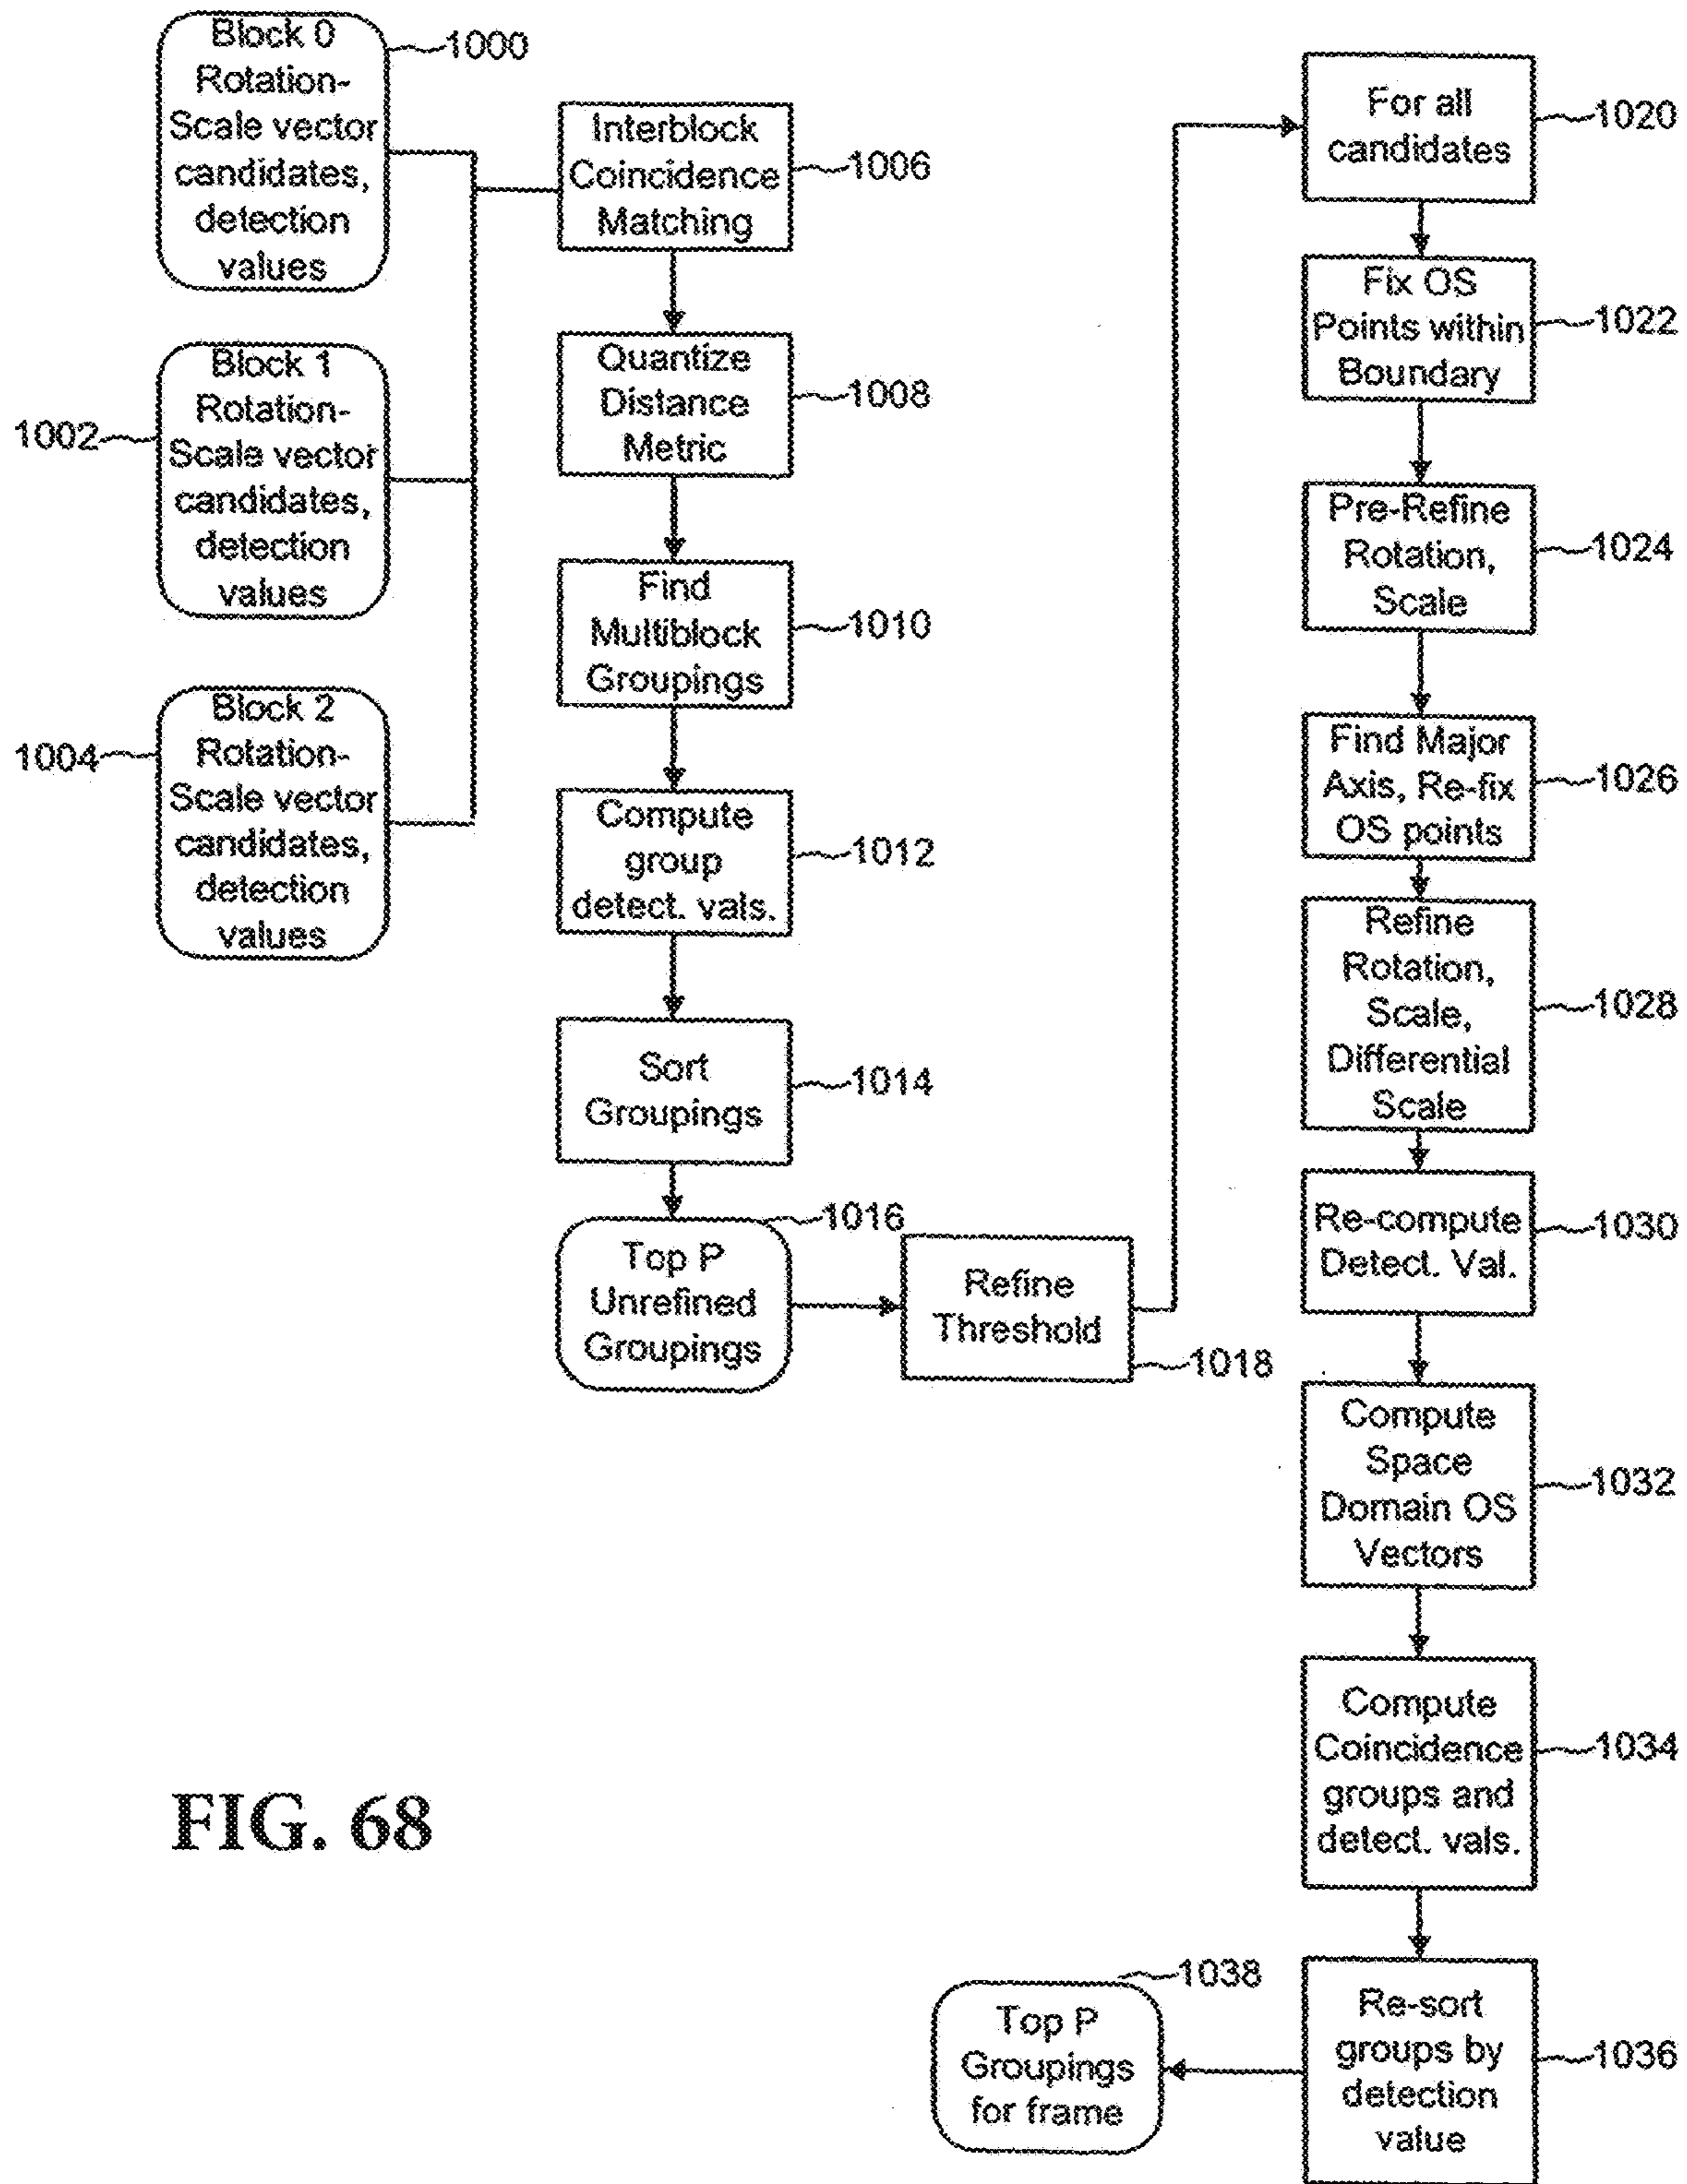 Block 0
Rotation-
Scale vector
candidates,
detection
values
1000
Block 1
Rotation-
Scale vector
candidates,
detection
values
1002
Block 2
Rotation-
Scale vector
candidates,
detection
values
1004
Interblock
Coincidence
Matching
1006
Quantize
Distance
Metric
1008
Find
Multiblock
Groupings
1010
Compute
group
detect. vals.
1012
Sort
Groupings
1014
Top P
Unrefined
Groupings
1016
Refine
Threshold
1018
For all
candidates
1020
Fix OS
Points within
Boundary
1022
Pre-Refine
Rotation,
Scale
1024
Find Major
Axis, Re-fix
OS points
1026
Refine
Rotation,
Scale,
Differential
Scale
1028
Re-compute
Detect. Val.
1030
Compute
Space
Domain OS
Vectors
1032
Compute
Coincidence
groups and
detect. vals.
1034
Re-sort
groups by
detection
value
1036
Top P
Groupings
for frame
1038
FIG. 68